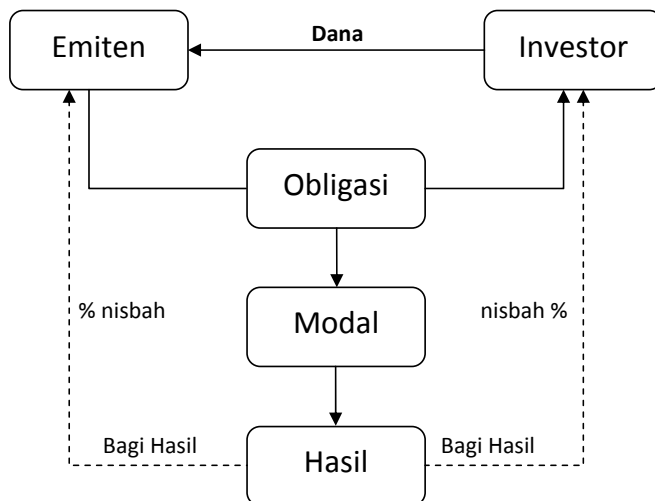 Emiten
Dana
Investor
Obligasi
% nisbah
Modal
nisbah %
Bagi Hasil
Hasil
Bagi Hasil